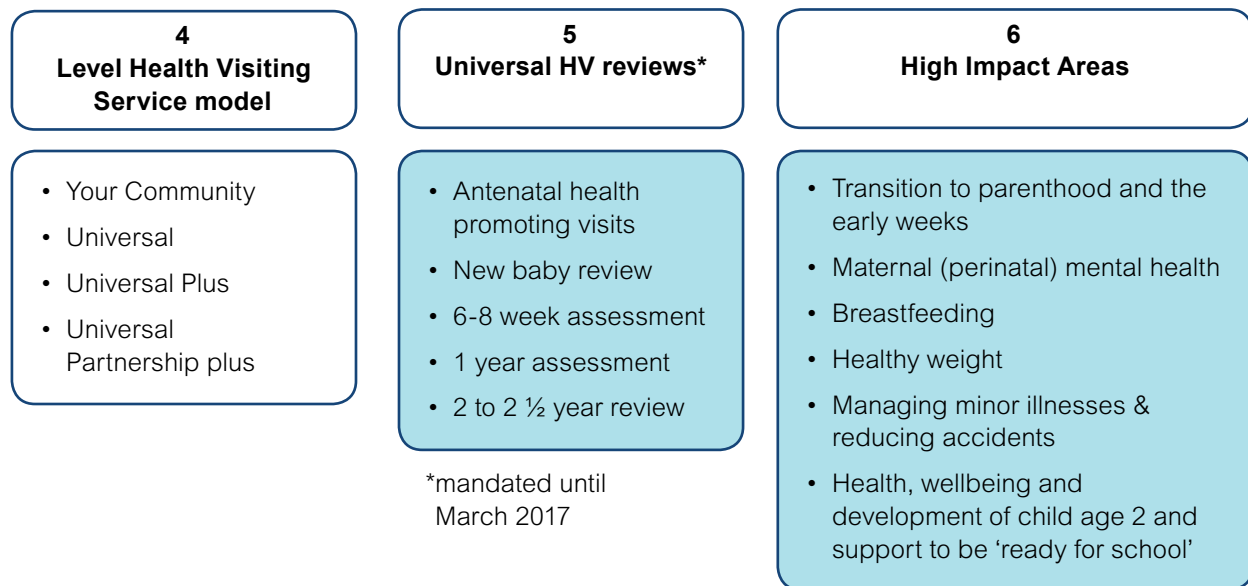 4
Level Health Visiting
Service model
• Your Community
• Universal
• Universal Plus
• Universal
Partnership plus
5
Universal HV reviews*
• Antenatal health
promoting visits
• New baby review
• 6-8 week assessment
• 1 year assessment
• 2 to 2 ½ year review
*mandated until
March 2017
6
High Impact Areas
• Transition to parenthood and the
early weeks
• Maternal (perinatal) mental health
• Breastfeeding
• Healthy weight
• Managing minor illnesses &
reducing accidents
• Health, wellbeing and
development of child age 2 and
support to be ‘ready for school’